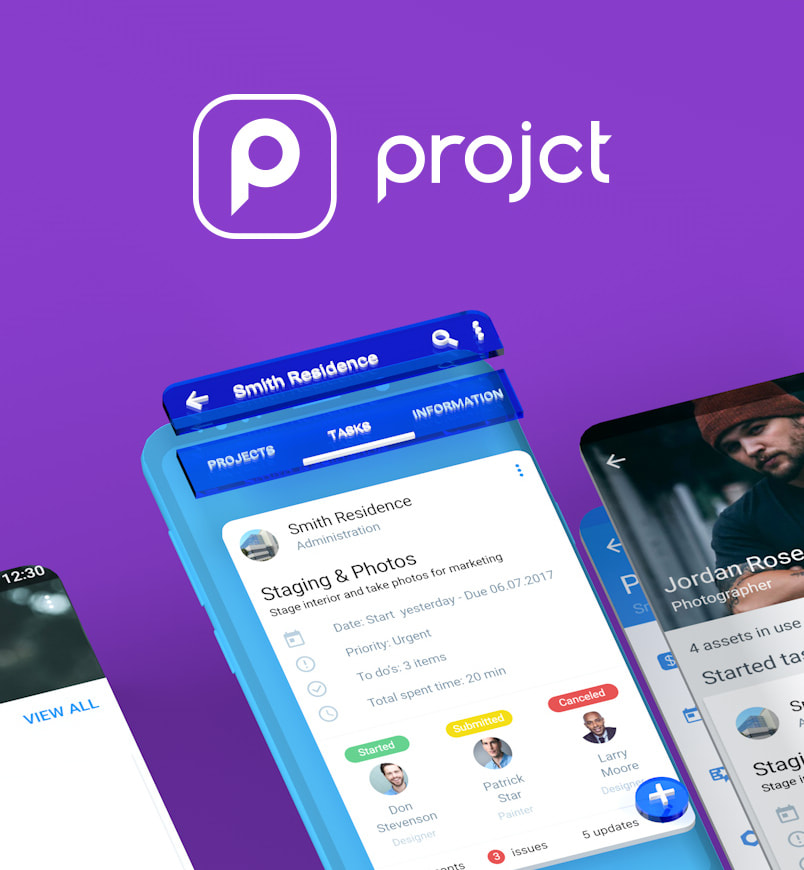 projct
Smith Residence
PROJECTS
TASKS
INFORMATION
Smith Residence
Administration
Staging & Photos
Stage interior and take photos for marketing
Date: Start yesterday - Due 06.07.2017
Priority: Urgent
To do's: 3 items
Total spent time: 20 min
Started
Submitted
Canceled
Don
Stevenson
Designer
Patrick
Star
Painter
Larry
Moore
Designer
3 issues
5 updates
12:30
VIEW ALL
Jordan Rose
Photographer
4 assets in use
Started
Stage